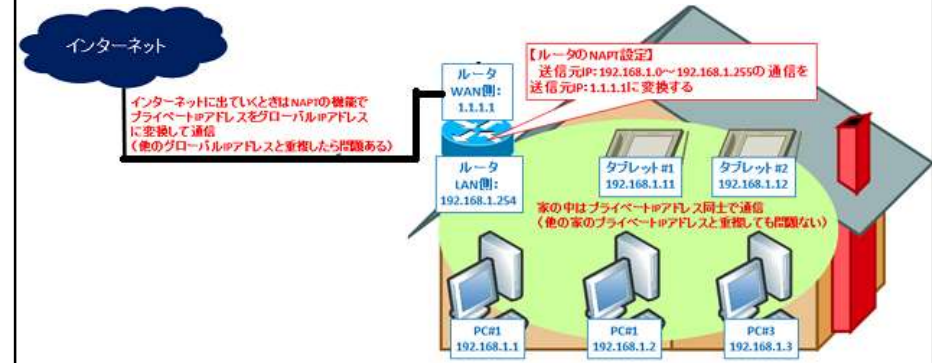 インターネット
【ルータのNAPT設定】
送信元IP：192.168.1.0～192.168.1.255の通信を
送信元IP：1.1.1.1に変換する
ルータ
WAN側：
1.1.1.1
インターネットに出ていくときはNAPTの機能で
プライベートIPアドレスをグローバルIPアドレス
に変換して通信
（他のグローバルIPアドレスと重複したら問題ある）
ルータ
LAN側：
192.168.1.254
タブレット#1
192.168.1.11
タブレット#2
192.168.1.12
家の中はプライベートIPアドレス同士で通信
（他の家のプライベートIPアドレスと重複しても問題ない）
PC#1
192.168.1.1
PC#1
192.168.1.2
PC#3
192.168.1.3